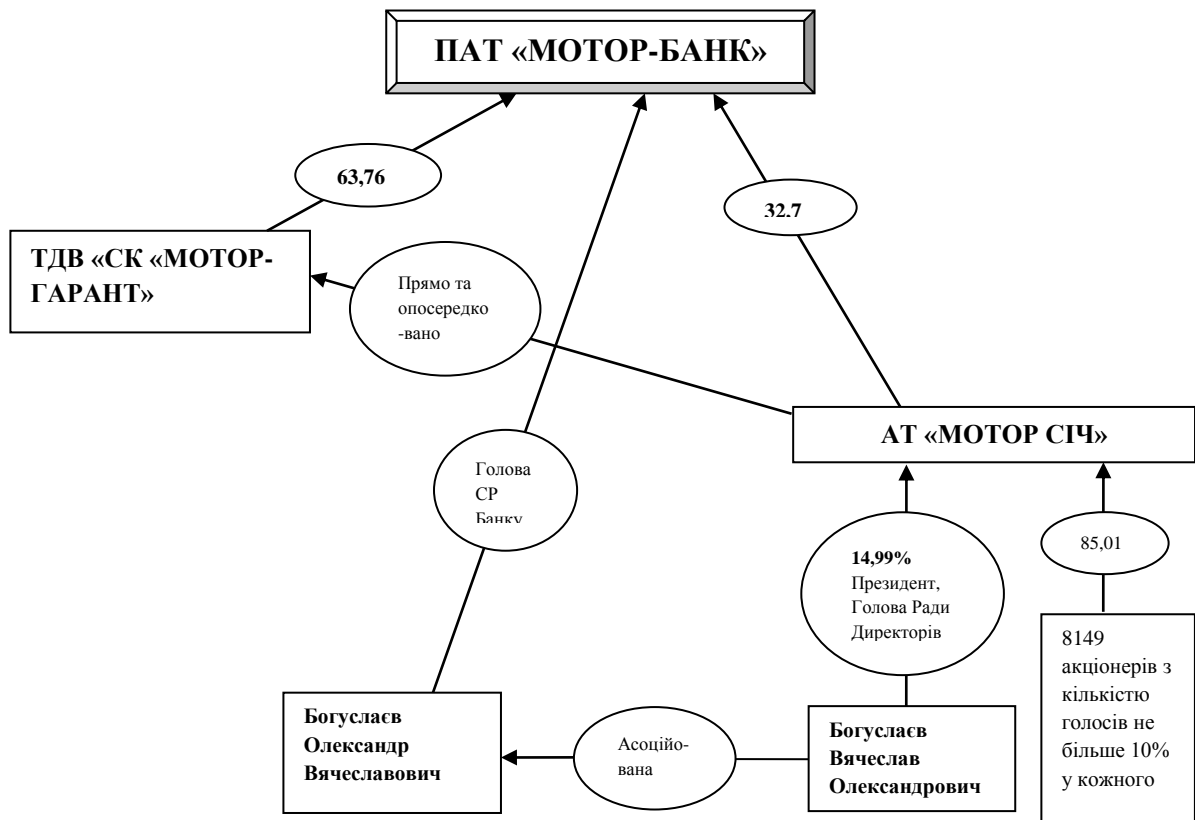 ПАТ «МОТОР-БАНК»
63,76
32,7
ТДВ «СК «МОТОР-
ГАРАНТ»
Прямо та
опосередко
-вано
АТ «МОТОР СІЧ»
Голова
СР
Банку
14,99%
Президент,
Голова Ради
Директорів
85,01
8149
акціонерів з
кількістю
голосів не
більше 10%
у кожного
Богуслаєв
Олександр
Вячеславович
Асоційо-
вана
Богуслаєв
Вячеслав
Олександрович